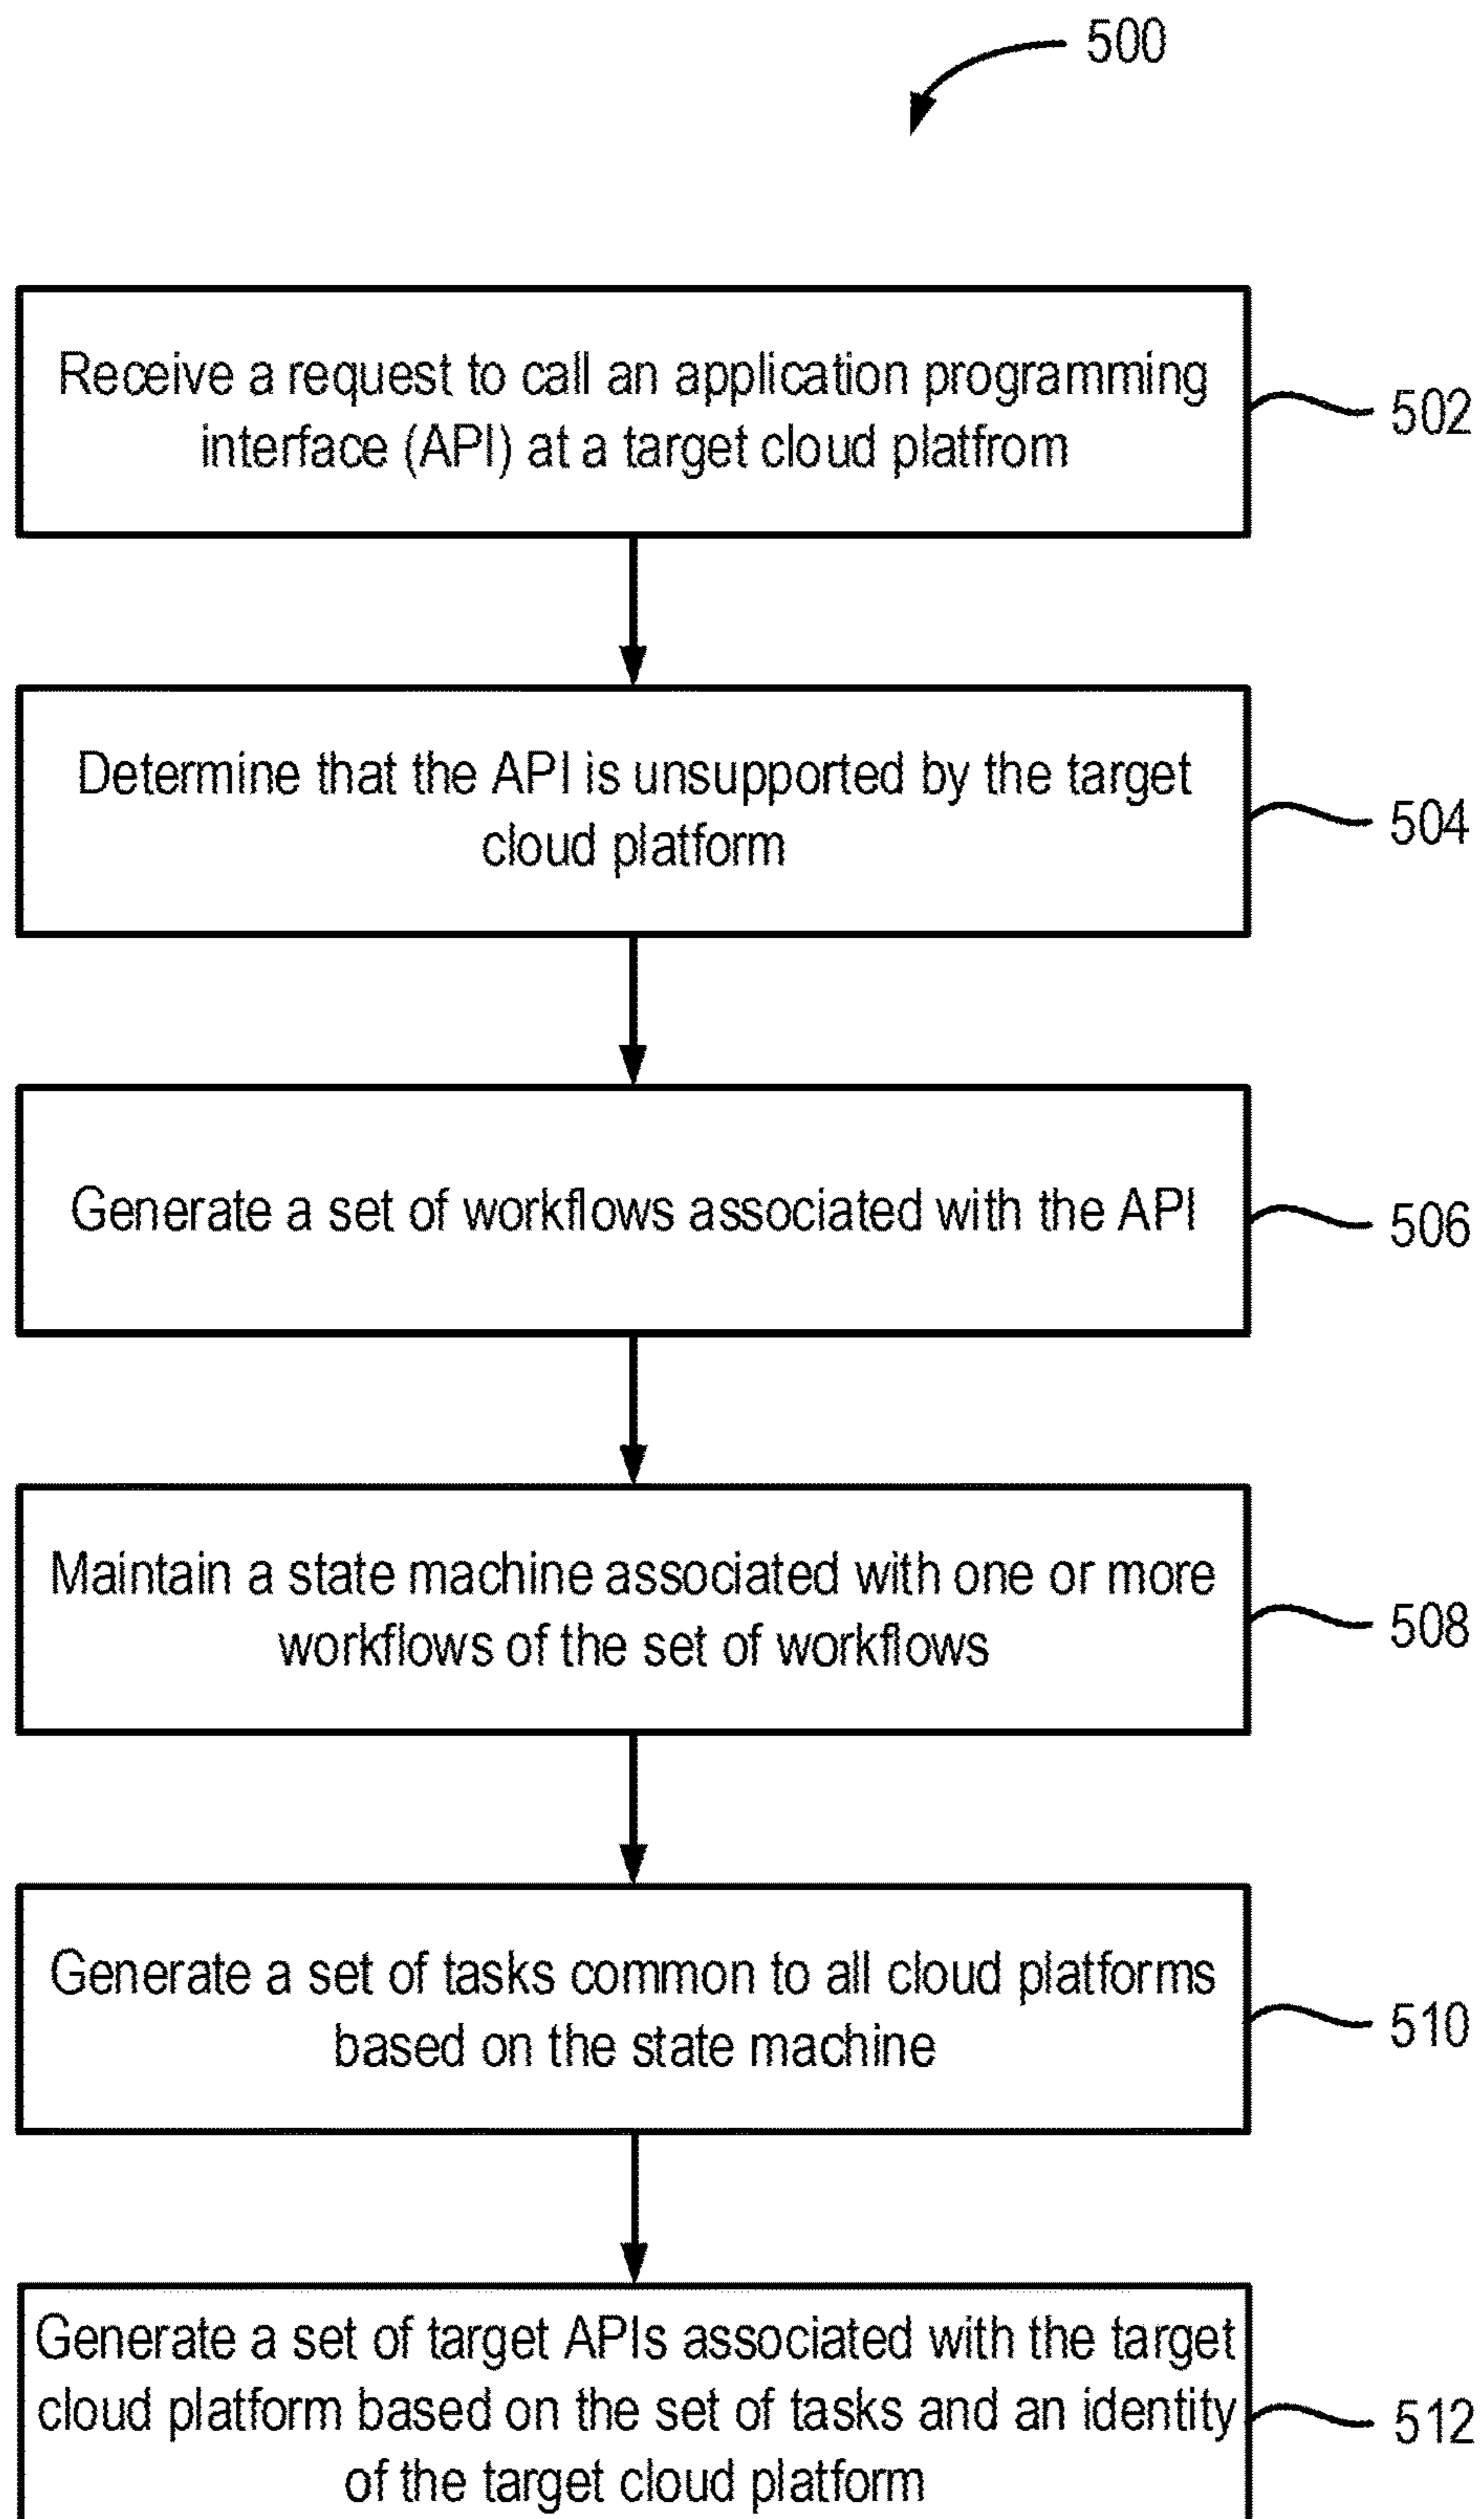 500
Receive a request to call an application programming
interface (API) at a target cloud platfrom
502
Determine that the API is unsupported by the target
cloud platform
504
Generate a set of workflows associated with the API
506
Maintain a state machine associated with one or more
workflows of the set of workflows
508
Generate a set of tasks common to all cloud platforms
based on the state machine
510
Generate a set of target APIs associated with the target
cloud platform based on the set of tasks and an identity
of the target cloud platform
512